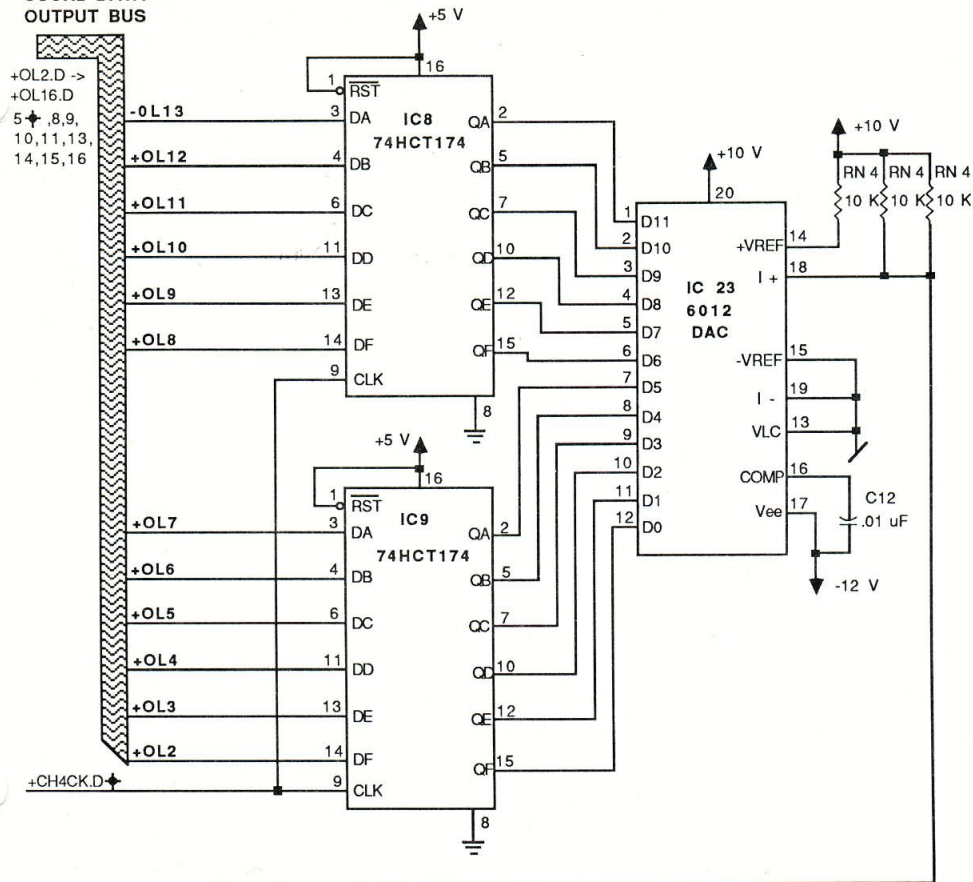 OUTPUT BUS
+OL2.D ->
+OL16.D
5 ,8,9,
10,11,13,
14,15,16
-0L13
+OL12
+OL11
+OL10
+OL9
+OL8
+OL7
+OL6
+OL5
+OL4
+OL3
+OL2
+CH4CK.D
+5 V
16
1 RST
3 DA
4 DB
6 DC
11 DD
13 DE
14 DF
9 CLK
IC8
74HCT174
QA 2
QB 5
QC 7
QD 10
QE 12
QF 15
8
+5 V
16
1 RST
3 DA
4 DB
6 DC
11 DD
13 DE
14 DF
9 CLK
IC9
74HCT174
QA 2
QB 5
QC 7
QD 10
QE 12
QF 15
8
+10 V
20
1 D11
2 D10
3 D9
4 D8
5 D7
6 D6
7 D5
8 D4
9 D3
10 D2
11 D1
12 D0
IC 23
6012
DAC
+VREF 14
I + 18
-VREF 15
I - 19
VLC 13
COMP 16
Vee 17
+10 V
RN 4 RN 4 RN 4
10 K 10 K 10 K
C12
.01 uF
-12 V